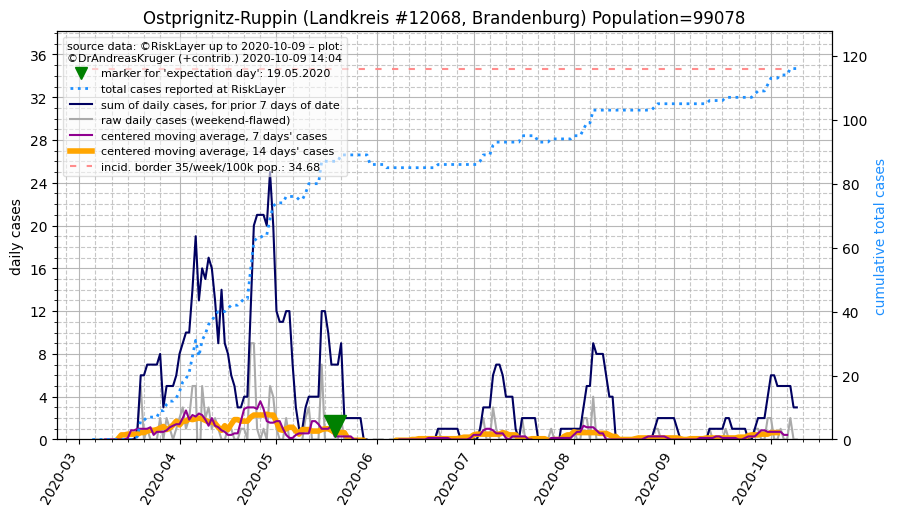 Ostprignitz-Ruppin (Landkreis #12068, Brandenburg) Population=99078
source data: ©RiskLayer up to 2020-10-09 – plot:
©DrAndreasKruger (+contrib.) 2020-10-09 14:04
marker for 'expectation day': 19.05.2020
total cases reported at RiskLayer
sum of daily cases, for prior 7 days of date
raw daily cases (weekend-flawed)
centered moving average, 7 days' cases
centered moving average, 14 days' cases
incid. border 35/week/100k pop.: 34.68
daily cases
36
32
28
24
20
16
12
8
4
0
cumulative total cases
120
100
80
60
40
20
0
2020-03
2020-04
2020-05
2020-06
2020-07
2020-08
2020-09
2020-10